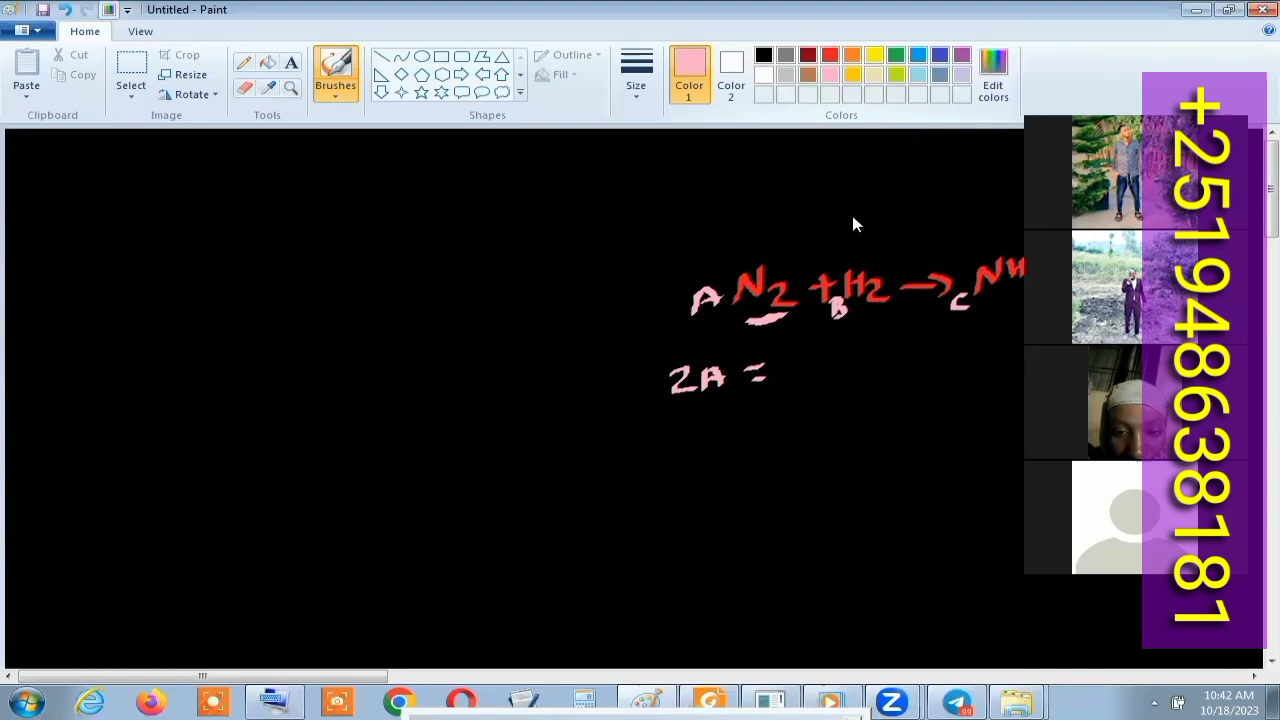 Untitled - Paint
Home
View
Paste
Cut
Copy
Clipboard
Select
Crop
Resize
Rotate
Image
Tools
Brushes
Shapes
Outline
Fill
Size
Color 1
Color 2
Edit colors
Colors
A N2 + B H2 → C NH
2A =
+251948638181
99
10:42 AM
10/18/2023